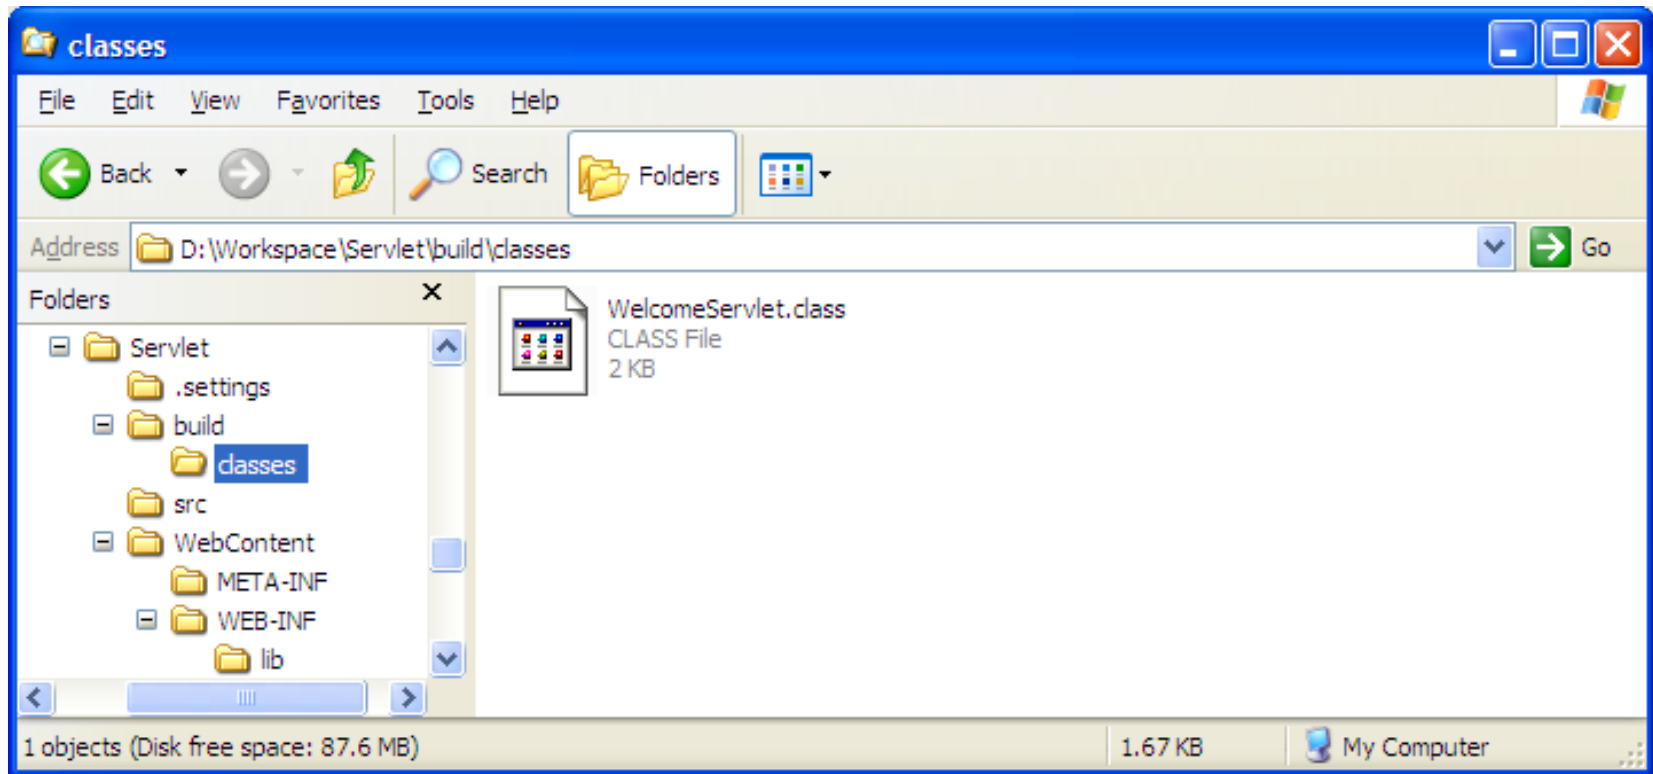 classes
File Edit View Favorites Tools Help
Back Search Folders
Address D:\Workspace\Servlet\build\classes Go
Folders
Servlet
.settings
build
classes
src
WebContent
META-INF
WEB-INF
lib
WelcomeServlet.class
CLASS File
2 KB
1 objects (Disk free space: 87.6 MB) 1.67 KB My Computer